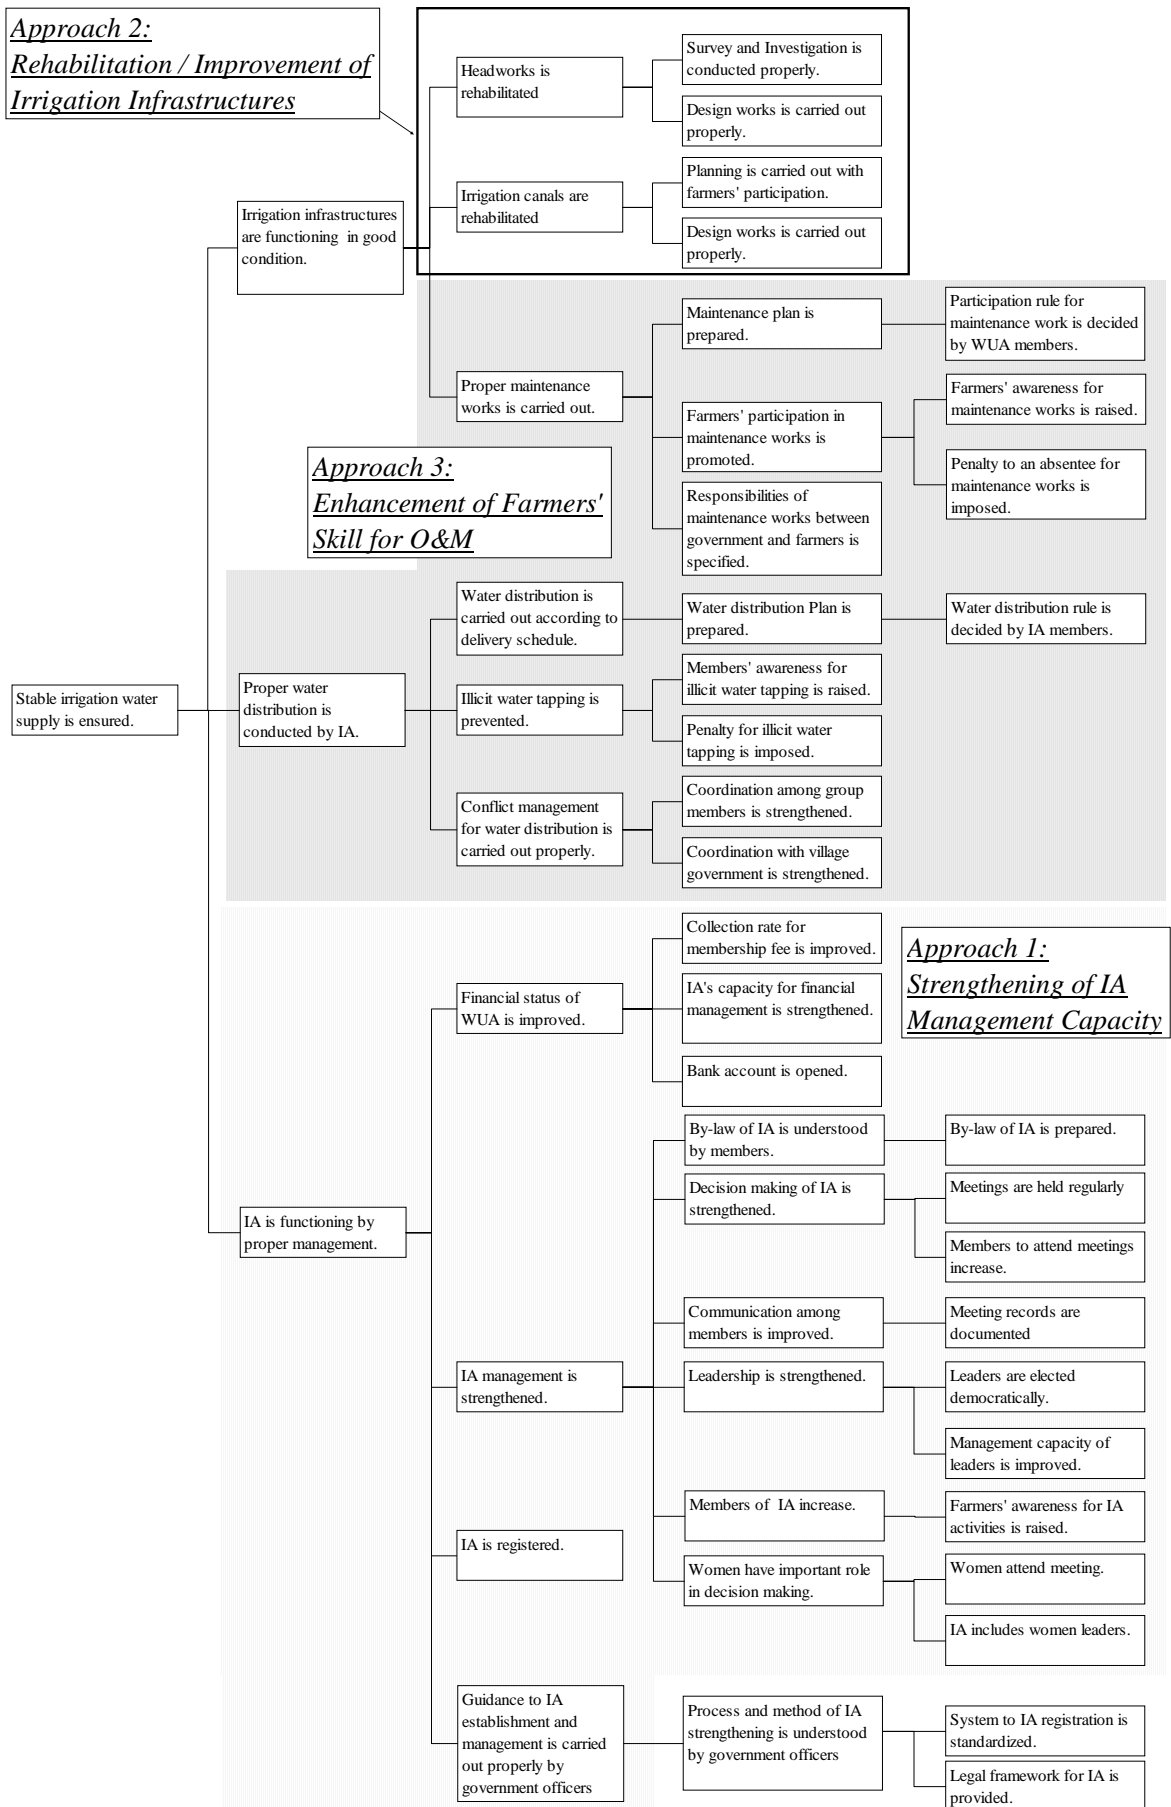 Approach 2:
Rehabilitation / Improvement of
Irrigation Infrastructures
Headworks is
rehabilitated
Survey and Investigation is
conducted properly.
Design works is carried out
properly.
Irrigation canals are
rehabilitated
Planning is carried out with
farmers' participation.
Design works is carried out
properly.
Irrigation infrastructures
are functioning in good
condition.
Proper maintenance
works is carried out.
Maintenance plan is
prepared.
Participation rule for
maintenance work is decided
by WUA members.
Farmers' participation in
maintenance works is
promoted.
Farmers' awareness for
maintenance works is raised.
Penalty to an absentee for
maintenance works is
imposed.
Responsibilities of
maintenance works between
government and farmers is
specified.
Approach 3:
Enhancement of Farmers'
Skill for O&M
Stable irrigation water
supply is ensured.
Proper water
distribution is
conducted by IA.
Water distribution is
carried out according to
delivery schedule.
Water distribution Plan is
prepared.
Water distribution rule is
decided by IA members.
Illicit water tapping is
prevented.
Members' awareness for
illicit water tapping is raised.
Penalty for illicit water
tapping is imposed.
Conflict management
for water distribution is
carried out properly.
Coordination among group
members is strengthened.
Coordination with village
government is strengthened.
Approach 1:
Strengthening of IA
Management Capacity
IA is functioning by
proper management.
Financial status of
WUA is improved.
Collection rate for
membership fee is improved.
IA's capacity for financial
management is strengthened.
Bank account is opened.
IA management is
strengthened.
By-law of IA is understood
by members.
By-law of IA is prepared.
Decision making of IA is
strengthened.
Meetings are held regularly
Members to attend meetings
increase.
Communication among
members is improved.
Meeting records are
documented
Leadership is strengthened.
Leaders are elected
democratically.
Management capacity of
leaders is improved.
Members of IA increase.
Farmers' awareness for IA
activities is raised.
Women have important role
in decision making.
Women attend meeting.
IA includes women leaders.
IA is registered.
Guidance to IA
establishment and
management is carried
out properly by
government officers
Process and method of IA
strengthening is understood
by government officers
System to IA registration is
standardized.
Legal framework for IA is
provided.